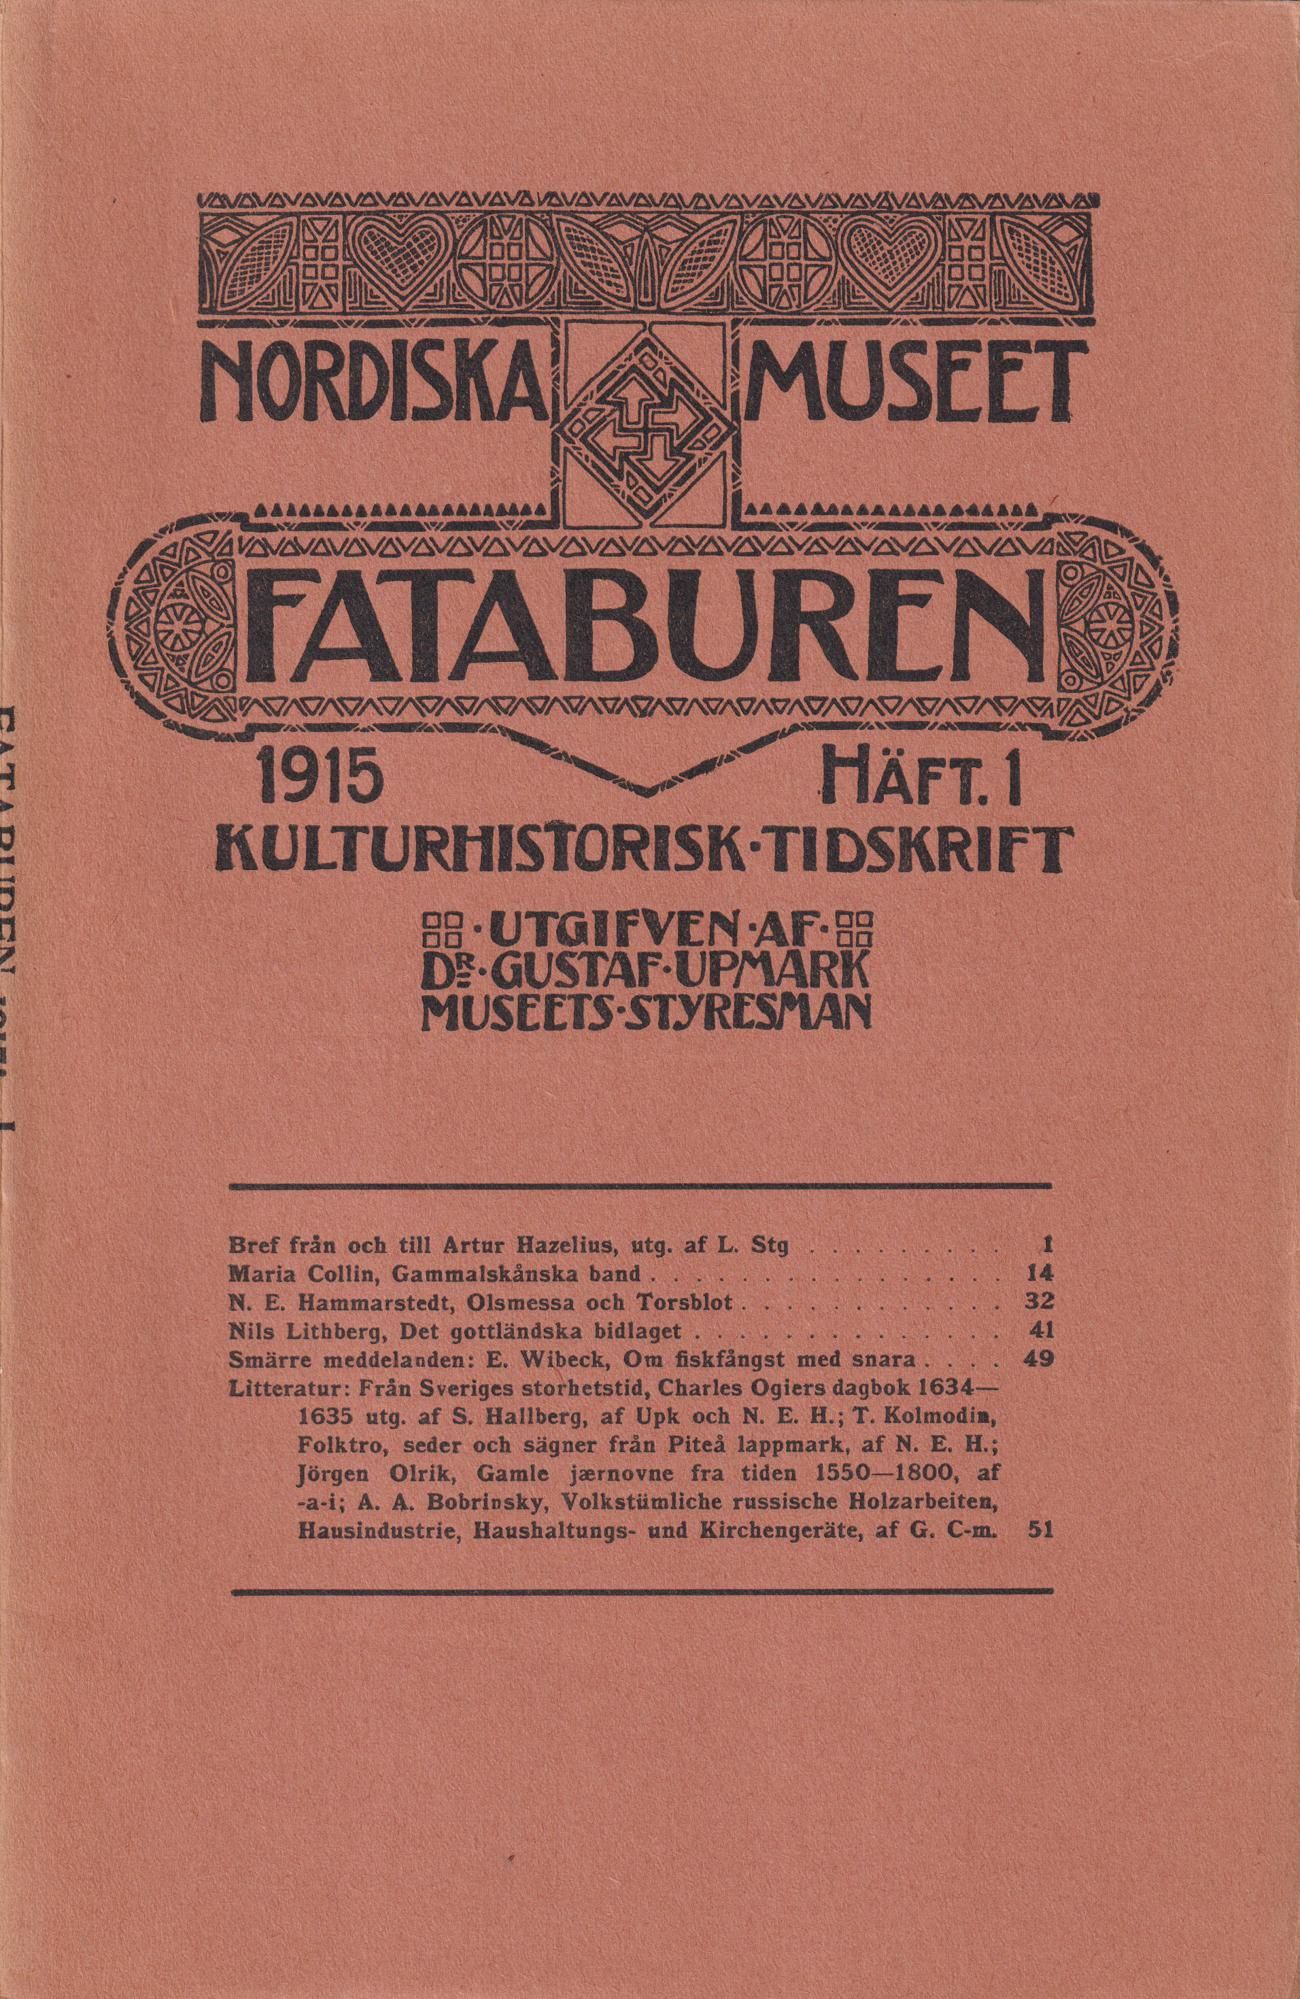 NORDISKA MUSEET
FATABUREN
1915 HÄFT. 1
KULTURHISTORISK·TIDSKRIFT
·UTGIFVEN·AF·
DR·GUSTAF·UPMARK
MUSEETS·STYRESMAN
Bref från och till Artur Hazelius, utg. af L. Stg . . . . . . . . . 1
Maria Collin, Gammalskånska band . . . . . . . . . . . . . . . . 14
N. E. Hammarstedt, Olsmessa och Torsblot . . . . . . . . . . . . 32
Nils Lithberg, Det gottländska bidlaget . . . . . . . . . . . . . . 41
Smärre meddelanden: E. Wibeck, Om fiskfångst med snara . . . . 49
Litteratur: Från Sveriges storhetstid, Charles Ogiers dagbok 1634—
1635 utg. af S. Hallberg, af Upk och N. E. H.; T. Kolmodin,
Folktro, seder och sägner från Piteå lappmark, af N. E. H.;
Jörgen Olrik, Gamle jærnovne fra tiden 1550—1800, af
-a-i; A. A. Bobrinsky, Volkstümliche russische Holzarbeiten,
Hausindustrie, Haushaltungs- und Kirchengeräte, af G. C-m. 51
FATABUREN